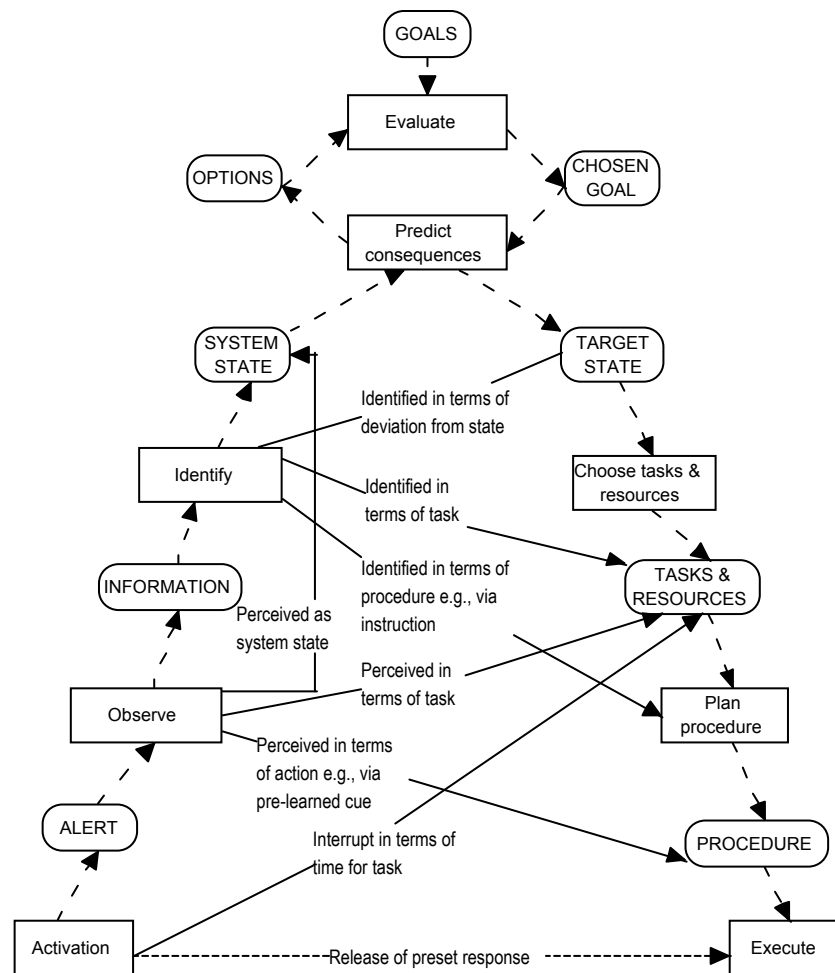 GOALS
Evaluate
OPTIONS
CHOSEN
GOAL
Predict
consequences
SYSTEM
STATE
TARGET
STATE
Identified in terms of
deviation from state
Identify
Identified in
terms of task
Choose tasks &
resources
INFORMATION
Identified in terms of
procedure e.g., via
instruction
TASKS &
RESOURCES
Perceived as
system state
Perceived in
terms of task
Observe
Plan
procedure
Perceived in terms
of action e.g., via
pre-learned cue
ALERT
Interrupt in terms of
time for task
PROCEDURE
Activation
Release of preset response
Execute